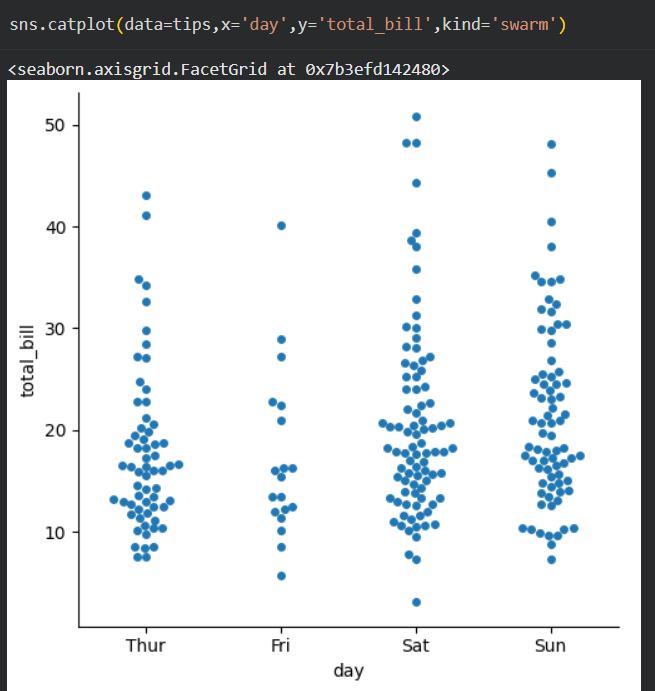 sns.catplot(data=tips,x='day',y='total_bill',kind='swarm')
<seaborn.axisgrid.FacetGrid at 0x7b3efd142480>
50
40
30
20
10
total_bill
Thur Fri Sat Sun
day